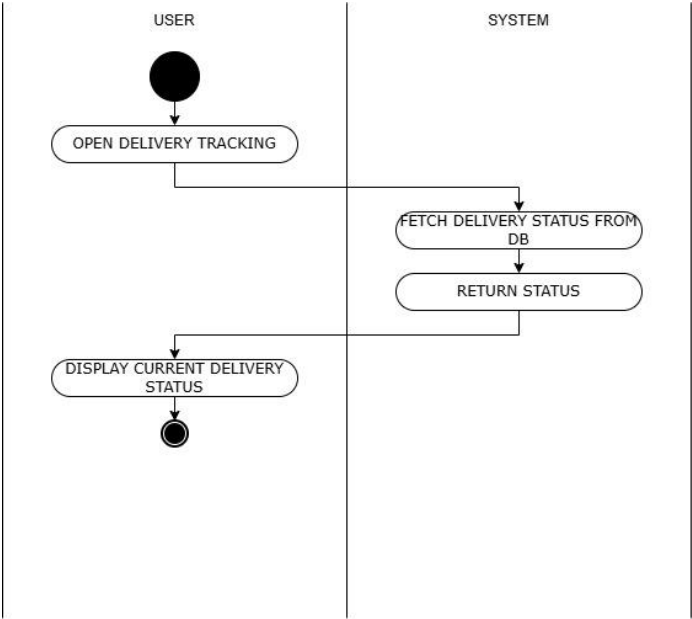 USER
SYSTEM
OPEN DELIVERY TRACKING
FETCH DELIVERY STATUS FROM
DB
RETURN STATUS
DISPLAY CURRENT DELIVERY
STATUS